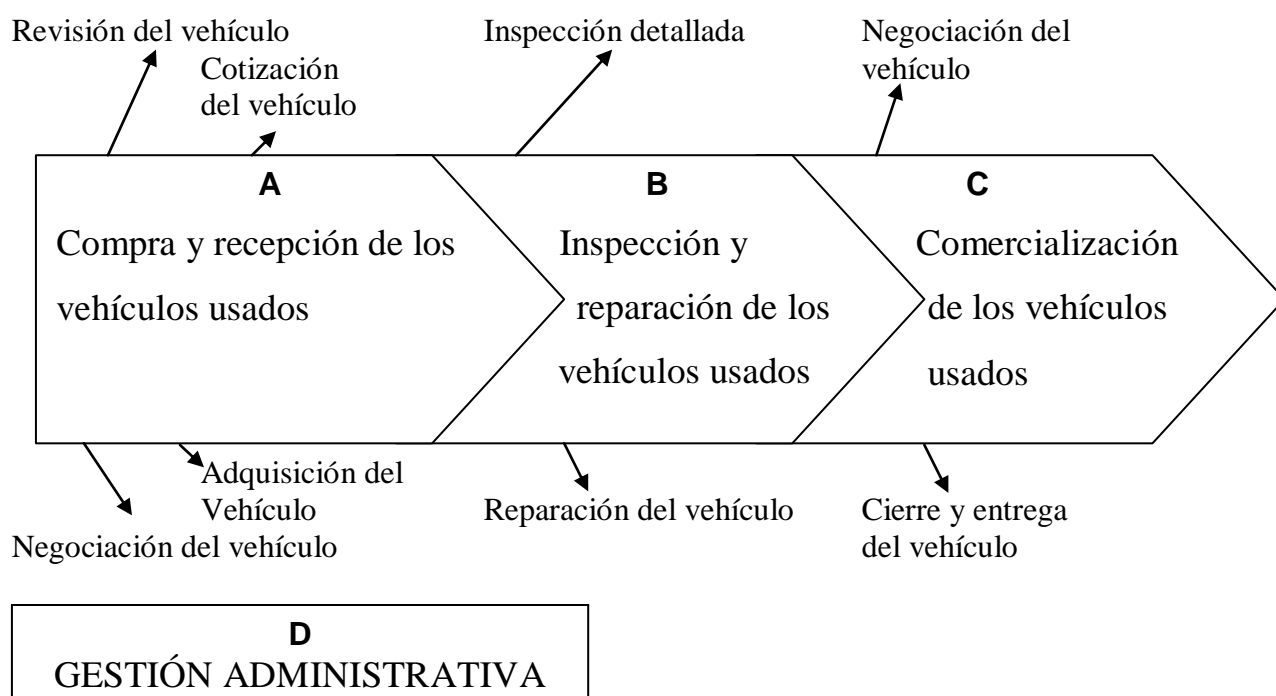 Revisión del vehículo
Cotización
del vehículo
Inspección detallada
Negociación del
vehículo
A
Compra y recepción de los
vehículos usados
B
Inspección y
reparación de los
vehículos usados
C
Comercialización
de los vehículos
usados
Adquisición del
Vehículo
Negociación del vehículo
Reparación del vehículo
Cierre y entrega
del vehículo
D
GESTIÓN ADMINISTRATIVA